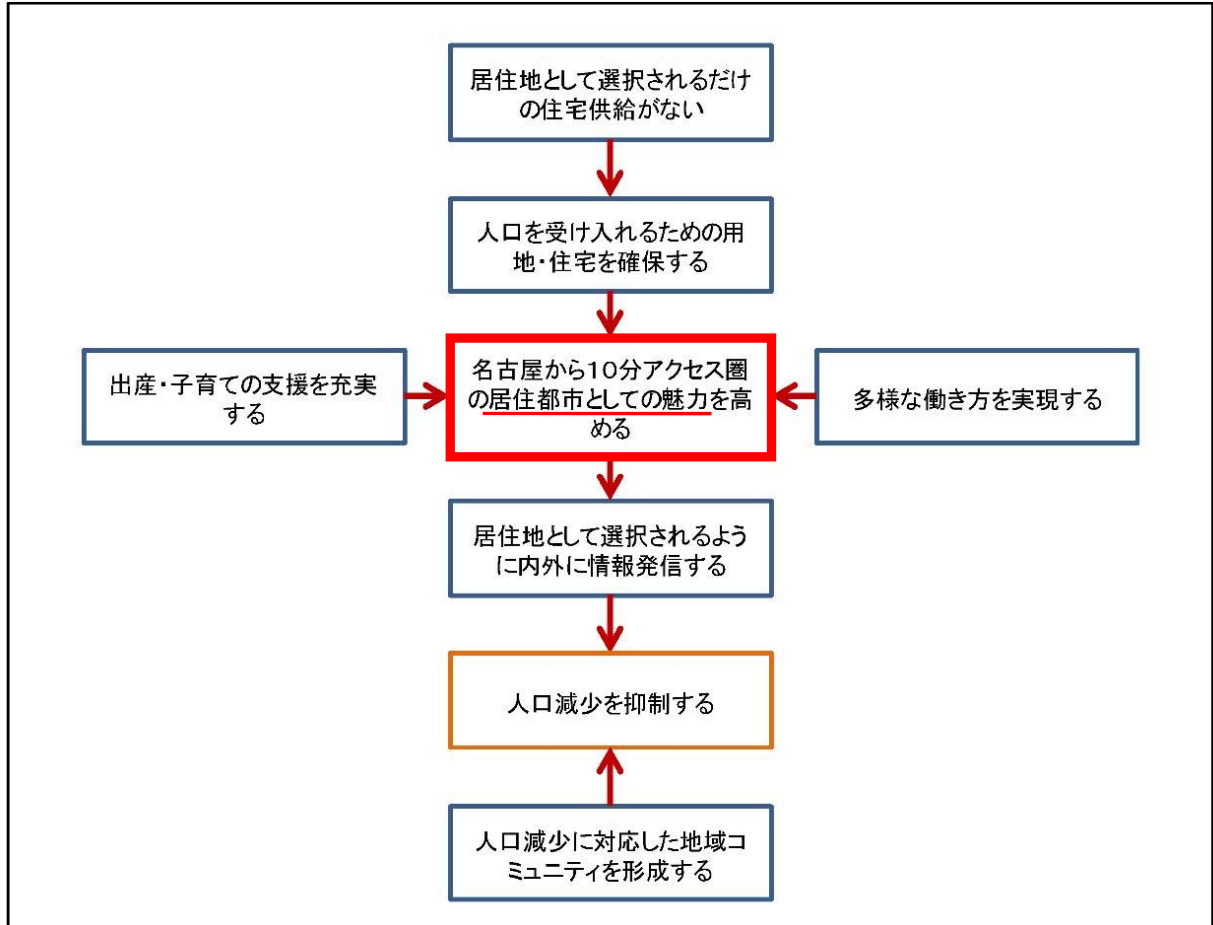 居住地として選択されるだけ
の住宅供給がない
人口を受け入れるための用
地・住宅を確保する
出産・子育ての支援を充実
する
名古屋から１０分アクセス圏
の居住都市としての魅力を高
める
多様な働き方を実現する
居住地として選択されるよう
に内外に情報発信する
人口減少を抑制する
人口減少に対応した地域コ
ミュニティを形成する